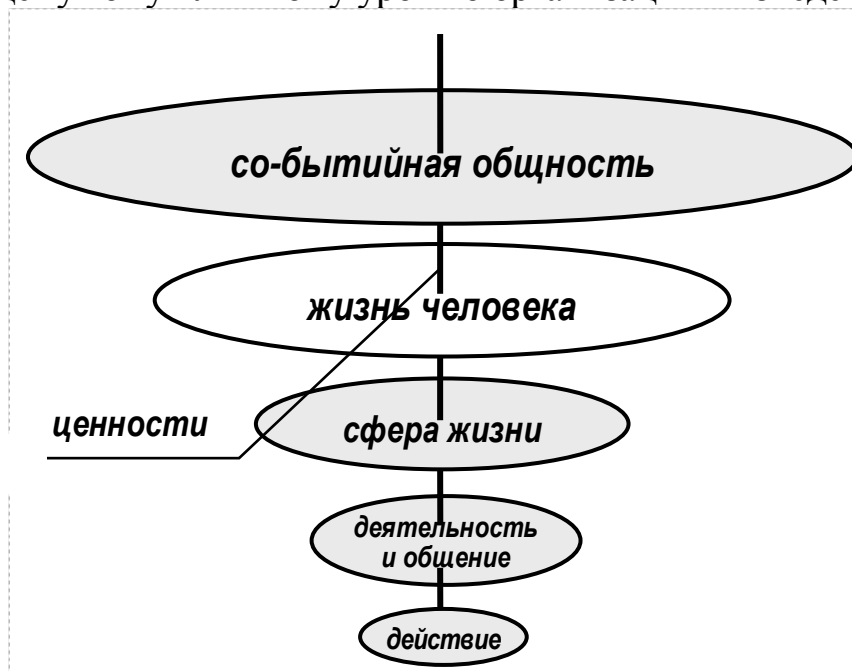 со-бытийная общность
жизнь человека
ценности
сфера жизни
деятельность
и общение
действие